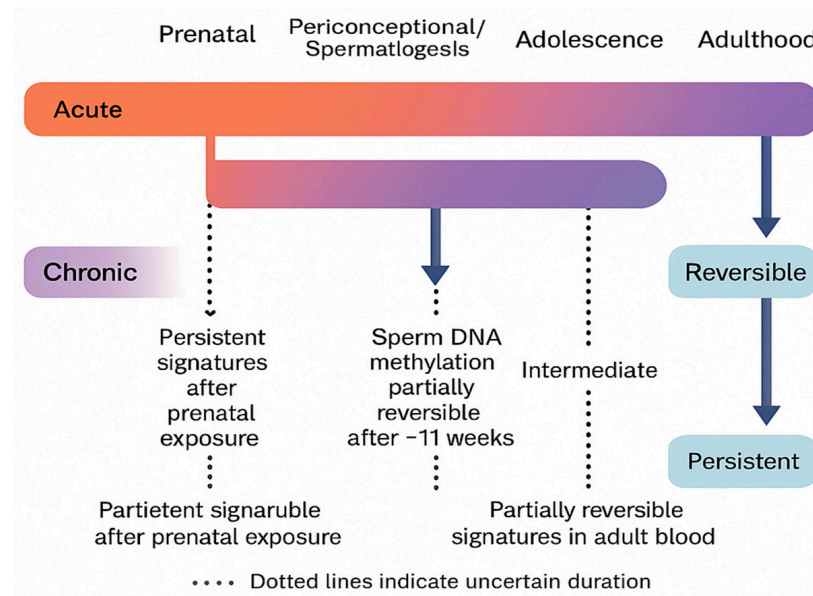 Prenatal
Periconceptional/
Spermatlogesls
Adolescence
Adulthood
Acute
Chronic
Reversible
Persistent
signatures
after
prenatal
exposure
Sperm DNA
methylation
partially
reversible
after -11 weeks
Intermediate
Persistent
Partietent signaruble
after prenatal exposure
Partially reversible
signatures in adult blood
Dotted lines indicate uncertain duration